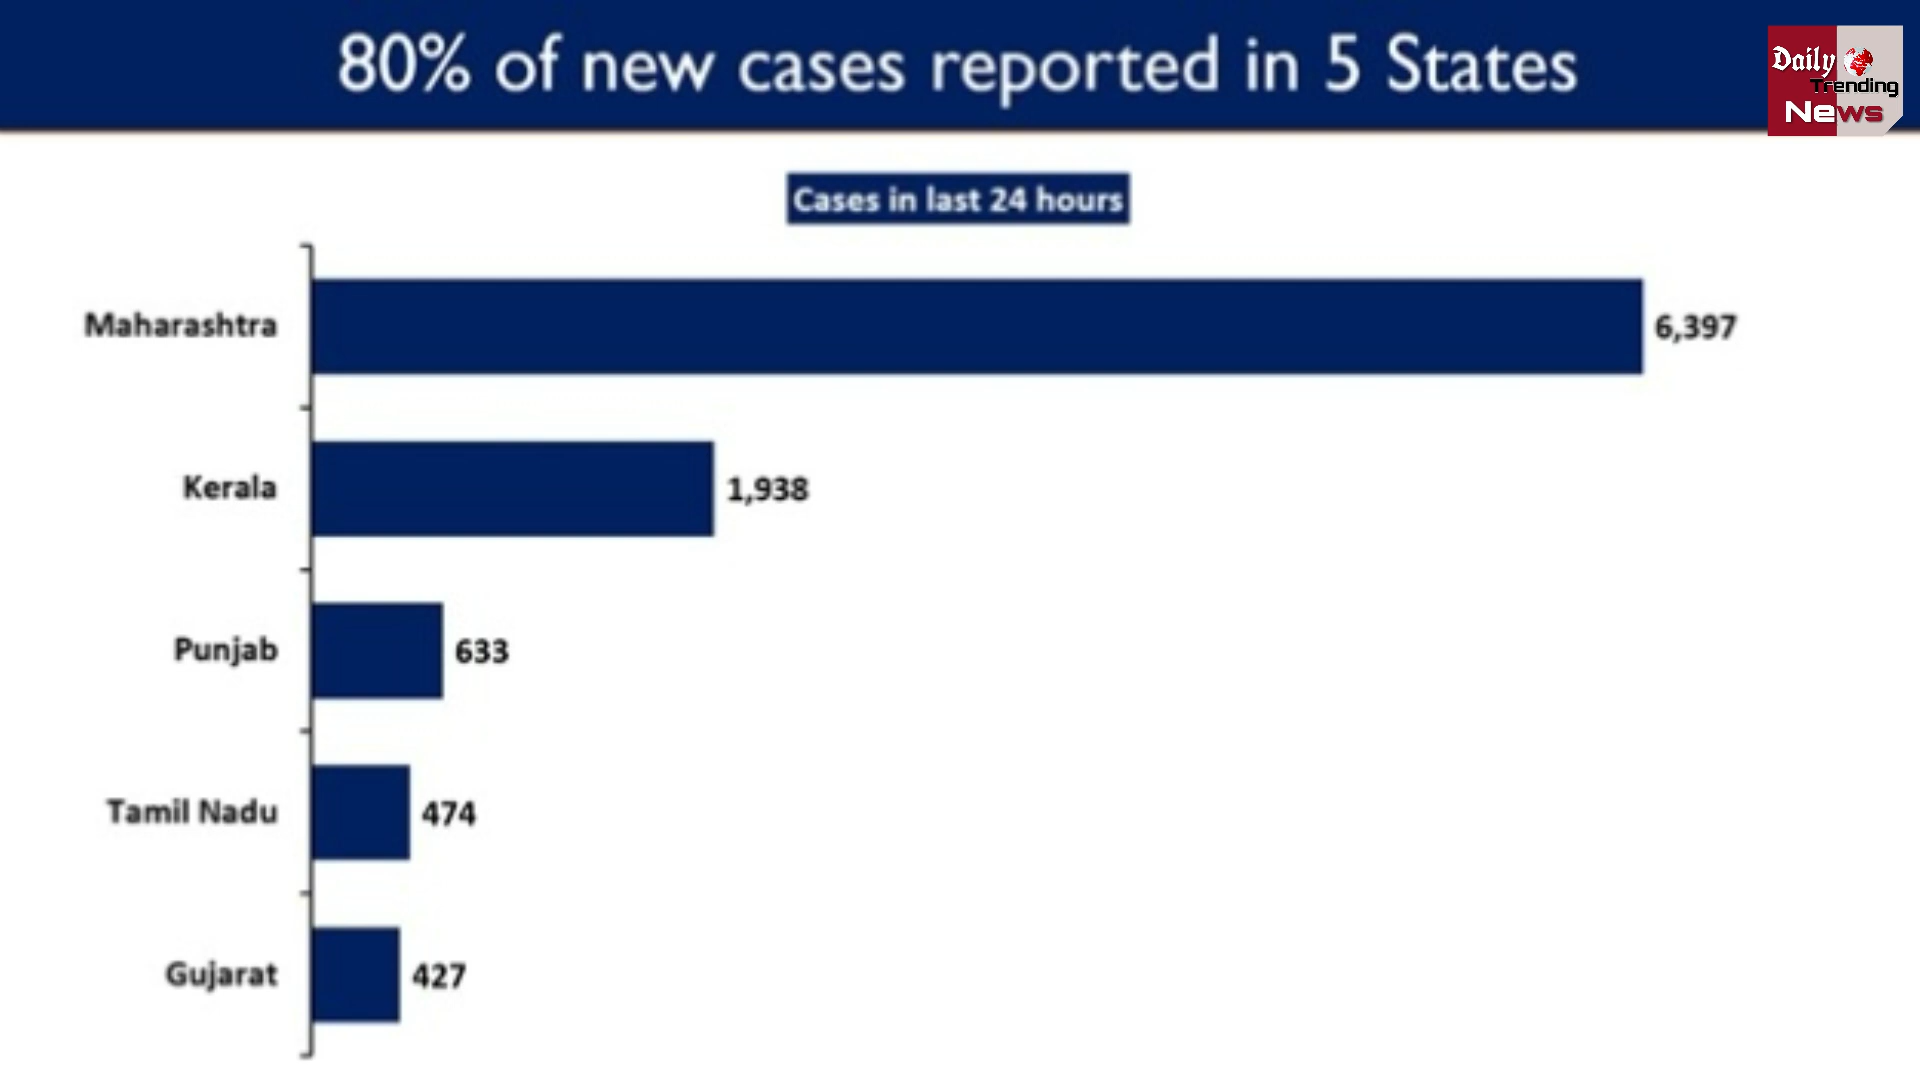 80% of new cases reported in 5 States
Daily
Trending
News
Cases in last 24 hours
Maharashtra 6,397
Kerala 1,938
Punjab 633
Tamil Nadu 474
Gujarat 427